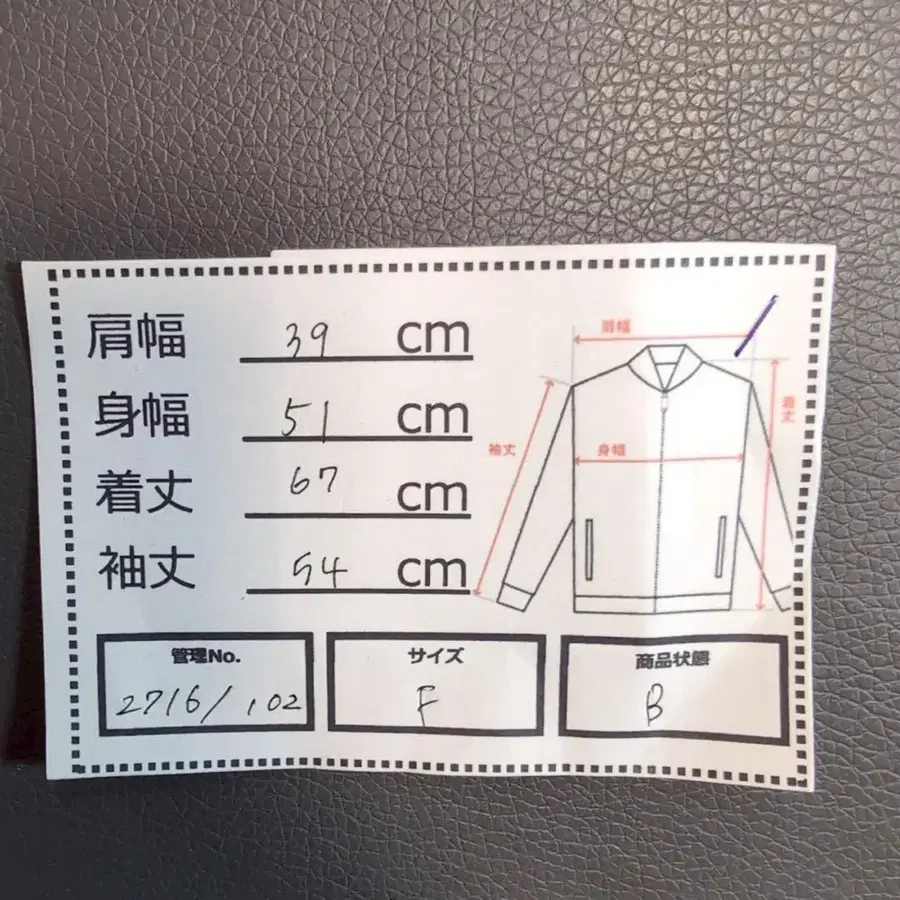 肩幅 39 cm
身幅 51 cm
着丈 67 cm
袖丈 54 cm
肩幅
身幅
袖丈
着丈
管理No.
2716/102
サイズ
F
商品状態
B